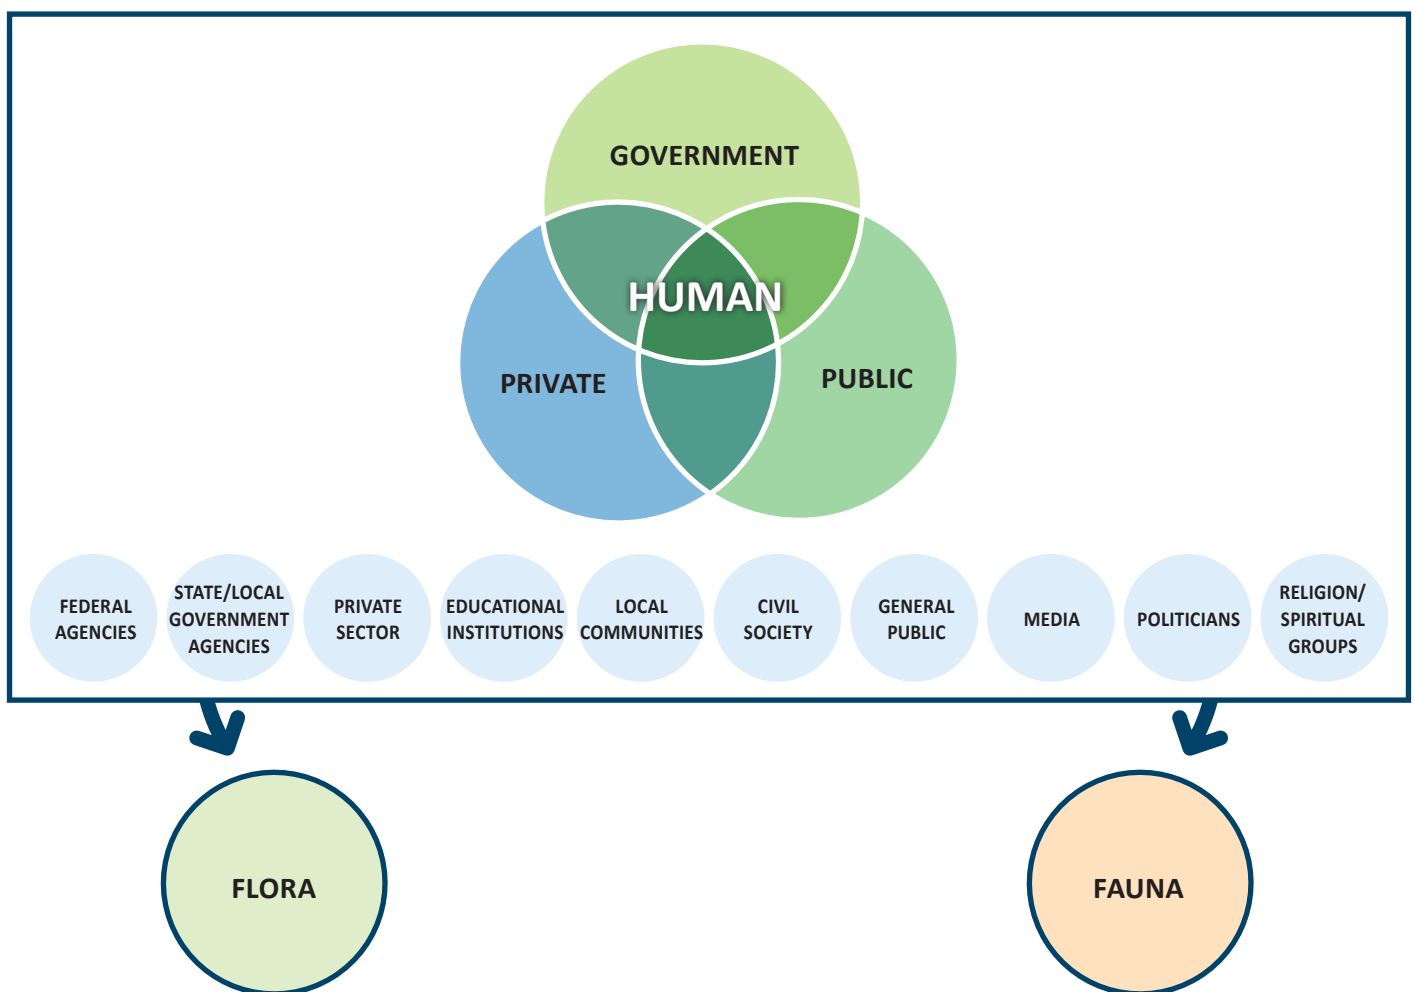 GOVERNMENT
HUMAN
PRIVATE
PUBLIC
FEDERAL
AGENCIES
STATE/LOCAL
GOVERNMENT
AGENCIES
PRIVATE
SECTOR
EDUCATIONAL
INSTITUTIONS
LOCAL
COMMUNITIES
CIVIL
SOCIETY
GENERAL
PUBLIC
MEDIA
POLITICIANS
RELIGION/
SPIRITUAL
GROUPS
FLORA
FAUNA